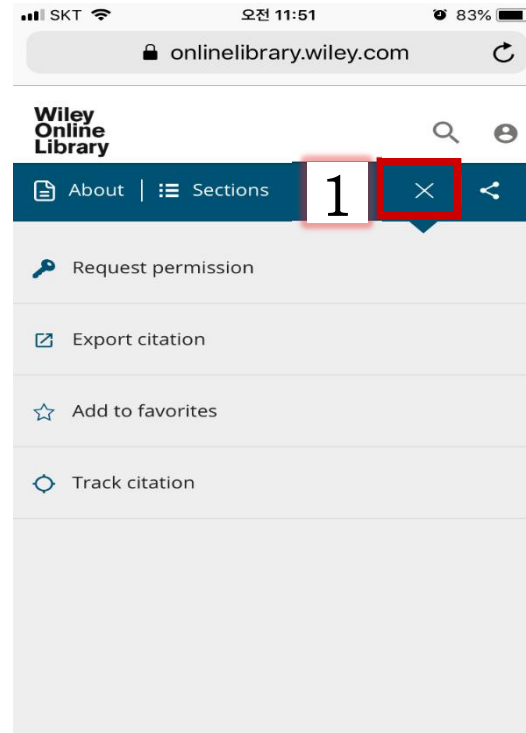 SKT 오전 11:51 83%
onlinelibrary.wiley.com
Wiley
Online
Library
About | Sections 1
Request permission
Export citation
Add to favorites
Track citation